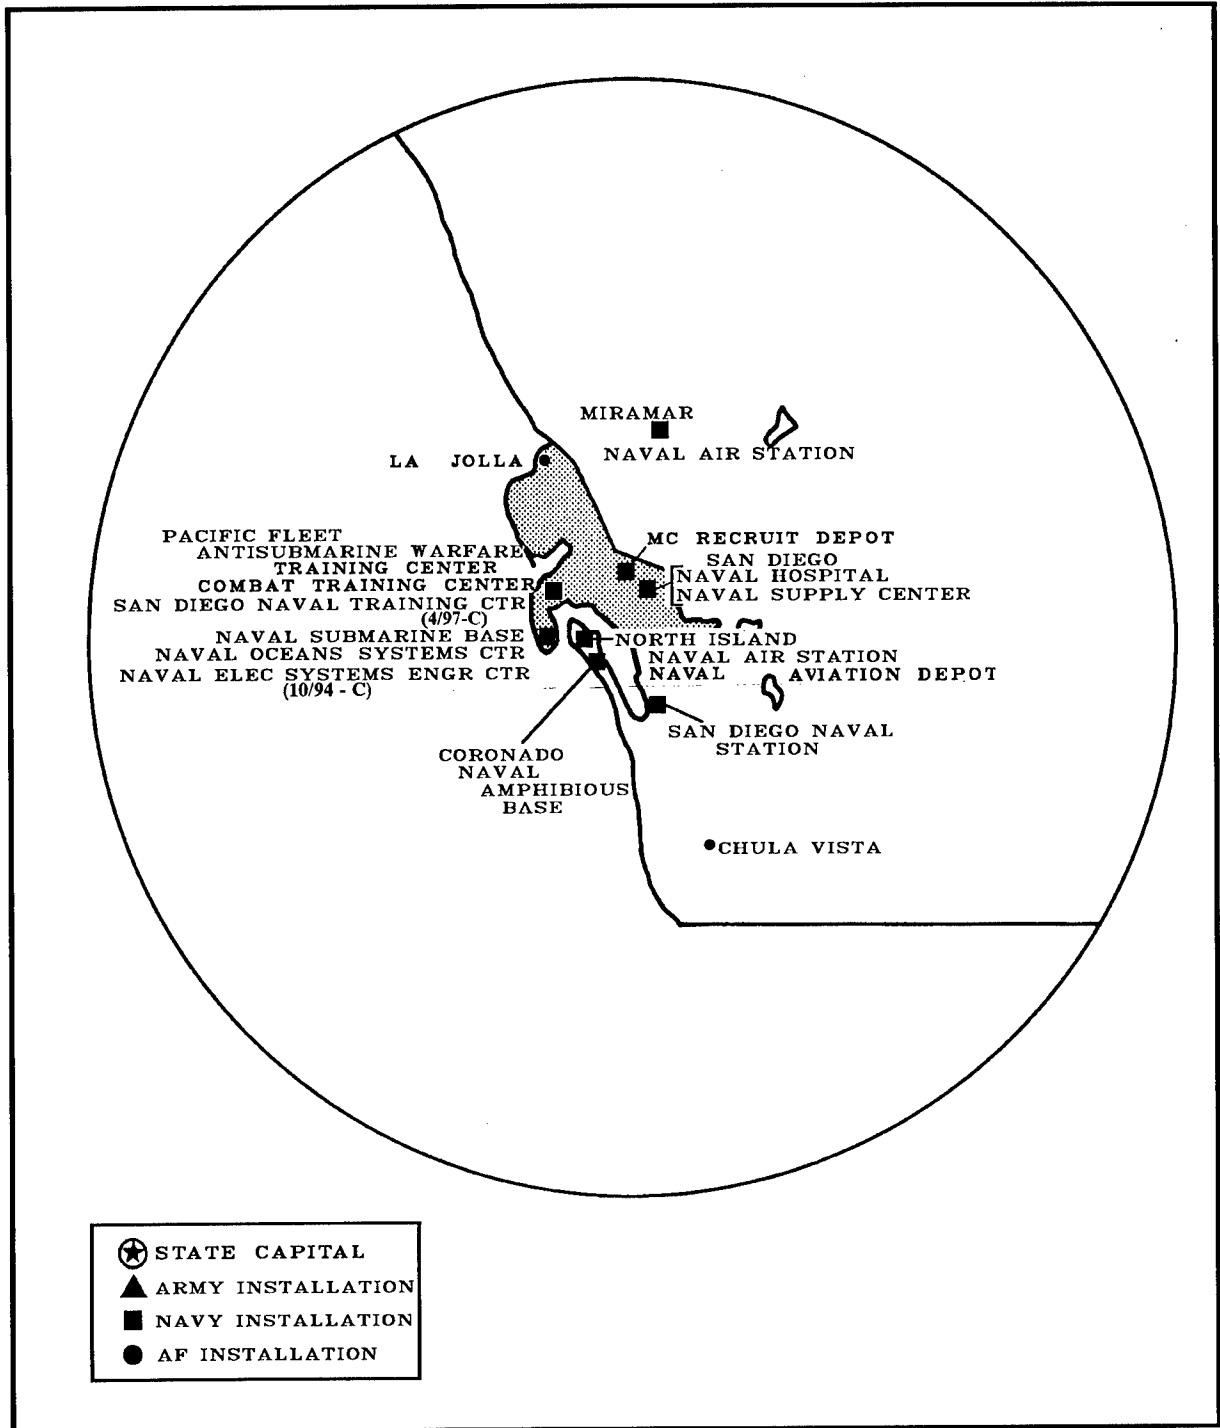 MIRAMAR
NAVAL AIR STATION
LA JOLLA
PACIFIC FLEET
ANTISUBMARINE WARFARE
TRAINING CENTER
COMBAT TRAINING CENTER
SAN DIEGO NAVAL TRAINING CTR
(4/97-C)
NAVAL SUBMARINE BASE
NAVAL OCEANS SYSTEMS CTR
NAVAL ELEC SYSTEMS ENGR CTR
(10/94 - C)
MC RECRUIT DEPOT
SAN DIEGO
NAVAL HOSPITAL
NAVAL SUPPLY CENTER
NORTH ISLAND
NAVAL AIR STATION
NAVAL AVIATION DEPOT
SAN DIEGO NAVAL
STATION
CORONADO
NAVAL
AMPHIBIOUS
BASE
CHULA VISTA
STATE CAPITAL
ARMY INSTALLATION
NAVY INSTALLATION
AF INSTALLATION